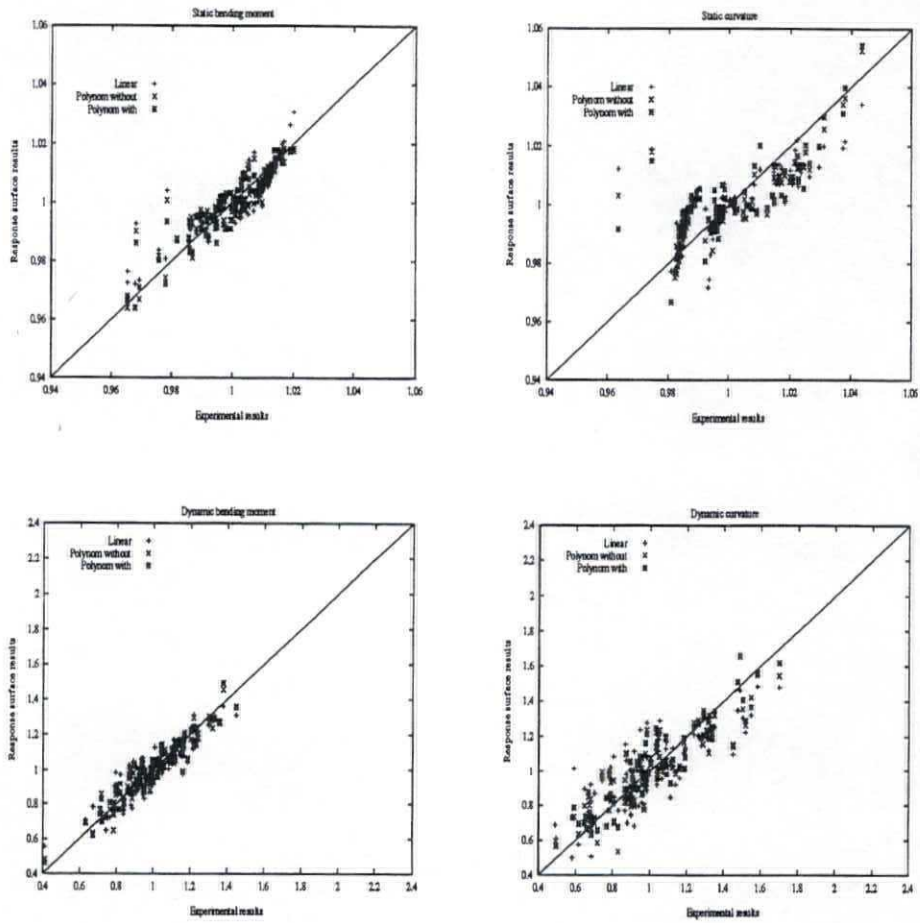 Static bending moment
1.06
1.04
1.02
1
0.98
0.96
0.94
Response surface results
Linear +
Polynom without ×
Polynom with
0.94 0.96 0.98 1 1.02 1.04 1.06
Experimental results
Static curvature
1.06
1.04
1.02
1
0.98
0.96
0.94
Response surface results
Linear +
Polynom without ×
Polynom with
0.94 0.96 0.98 1 1.02 1.04 1.06
Experimental results
Dynamic bending moment
2.4
2.2
2
1.8
1.6
1.4
1.2
1
0.8
0.6
0.4
Response surface results
Linear +
Polynom without ×
Polynom with
0.4 0.6 0.8 1 1.2 1.4 1.6 1.8 2 2.2 2.4
Experimental results
Dynamic curvature
2.4
2.2
2
1.8
1.6
1.4
1.2
1
0.8
0.6
0.4
Response surface results
Linear +
Polynom without ×
Polynom with
0.4 0.6 0.8 1 1.2 1.4 1.6 1.8 2 2.2 2.4
Experimental results